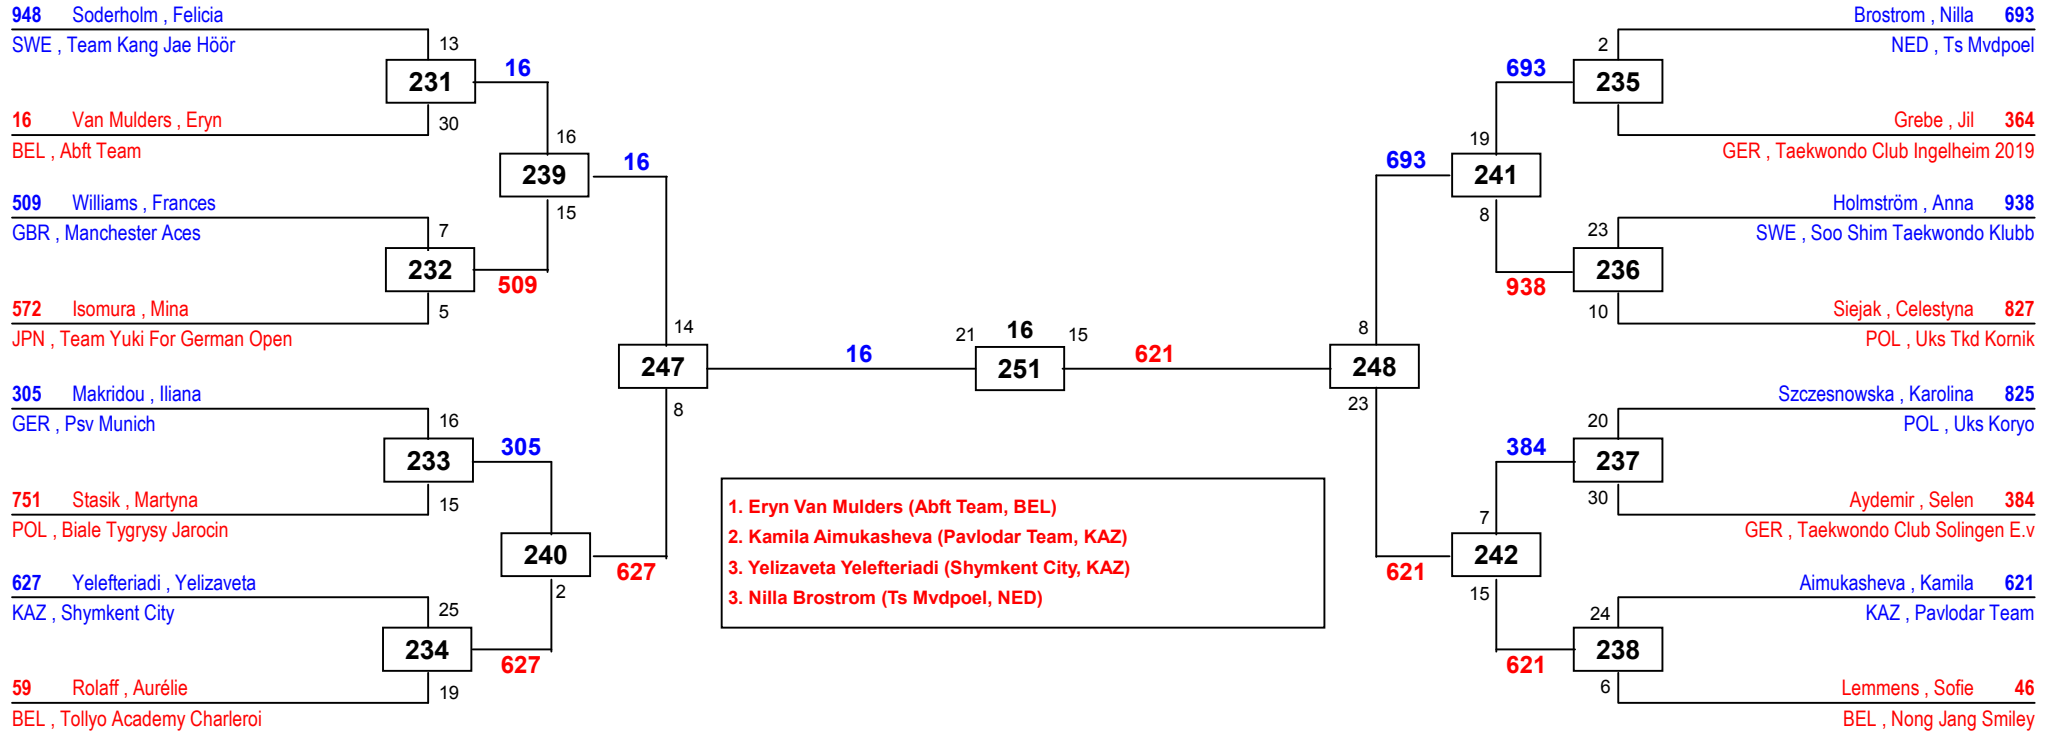 948 Soderholm , Felicia
SWE , Team Kang Jae Höör
13
231
16
30
16 Van Mulders , Eryn
BEL , Abft Team
16
239
16
15
509 Williams , Frances
GBR , Manchester Aces
7
232
509
5
572 Isomura , Mina
JPN , Team Yuki For German Open
14
247
16
8
305 Makridou , Iliana
GER , Psv Munich
16
233
305
15
751 Stasik , Martyna
POL , Biale Tygrysy Jarocin
240
627
2
627 Yelefteriadi , Yelizaveta
KAZ , Shymkent City
25
234
627
19
59 Rolaff , Aurélie
BEL , Tollyo Academy Charleroi
21 16 15
251
621
1. Eryn Van Mulders (Abft Team, BEL)
2. Kamila Aimukasheva (Pavlodar Team, KAZ)
3. Yelizaveta Yelefteriadi (Shymkent City, KAZ)
3. Nilla Brostrom (Ts Mvdpoel, NED)
Brostrom , Nilla 693
NED , Ts Mvdpoel
2
693
235
Grebe , Jil 364
GER , Taekwondo Club Ingelheim 2019
19
693
241
8
Holmström , Anna 938
SWE , Soo Shim Taekwondo Klubb
23
938
236
10
Siejak , Celestyna 827
POL , Uks Tkd Kornik
8
248
23
Szczesnowska , Karolina 825
POL , Uks Koryo
20
384
237
30
Aydemir , Selen 384
GER , Taekwondo Club Solingen E.v
7
242
621
15
Aimukasheva , Kamila 621
KAZ , Pavlodar Team
24
238
621
6
Lemmens , Sofie 46
BEL , Nong Jang Smiley